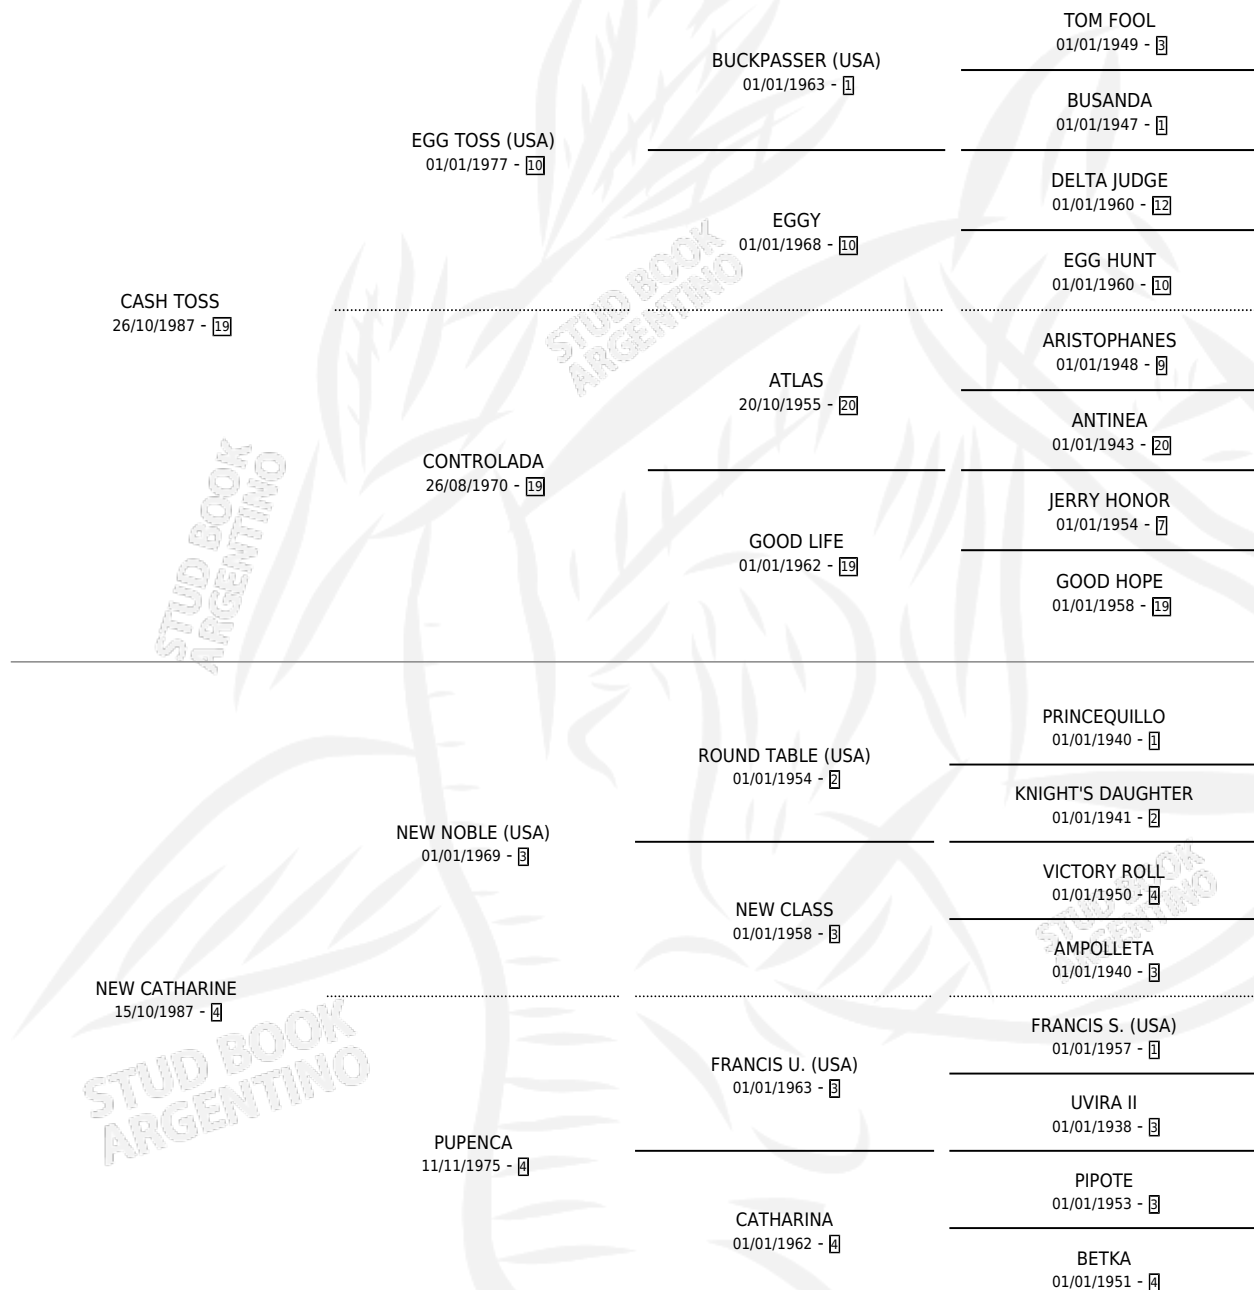 TOM FOOL
01/01/1949 - 3
BUCKPASSER (USA)
01/01/1963 - 1
BUSANDA
01/01/1947 - 1
EGG TOSS (USA)
01/01/1977 - 10
DELTA JUDGE
01/01/1960 - 12
EGGY
01/01/1968 - 10
EGG HUNT
01/01/1960 - 10
CASH TOSS
26/10/1987 - 19
STUD BOOK
ARGENTINO
ARISTOPHANES
01/01/1948 - 9
ATLAS
20/10/1955 - 20
ANTINEA
01/01/1943 - 20
CONTROLADA
26/08/1970 - 19
JERRY HONOR
01/01/1954 - 7
GOOD LIFE
01/01/1962 - 19
GOOD HOPE
01/01/1958 - 19
STUD BOOK
ARGENTINO
PRINCEQUILLO
01/01/1940 - 1
ROUND TABLE (USA)
01/01/1954 - 2
KNIGHT'S DAUGHTER
01/01/1941 - 2
NEW NOBLE (USA)
01/01/1969 - 3
VICTORY ROLL
01/01/1950 - 4
NEW CLASS
01/01/1958 - 3
AMPOLLETA
01/01/1940 - 3
STUD BOOK
ARGENTINO
NEW CATHARINE
15/10/1987 - 4
FRANCIS S. (USA)
01/01/1957 - 1
FRANCIS U. (USA)
01/01/1963 - 3
UVIRA II
01/01/1938 - 3
STUD BOOK
ARGENTINO
PUPENCA
11/11/1975 - 4
PIPOTE
01/01/1953 - 3
CATHARINA
01/01/1962 - 4
BETKA
01/01/1951 - 4